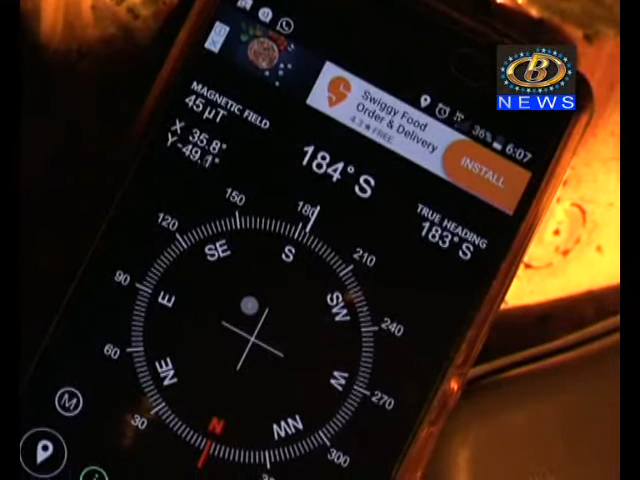 B
NEWS
36% 6:07
Swiggy Food
Order & Delivery
4.3★FREE
INSTALL
MAGNETIC FIELD
45 µT
X 35.8°
Y-49.1°
184°S
TRUE HEADING
183°S
150
180
120
210
SE
S
90
E
SW
240
60
NE
W
270
M
30
N
NW
300